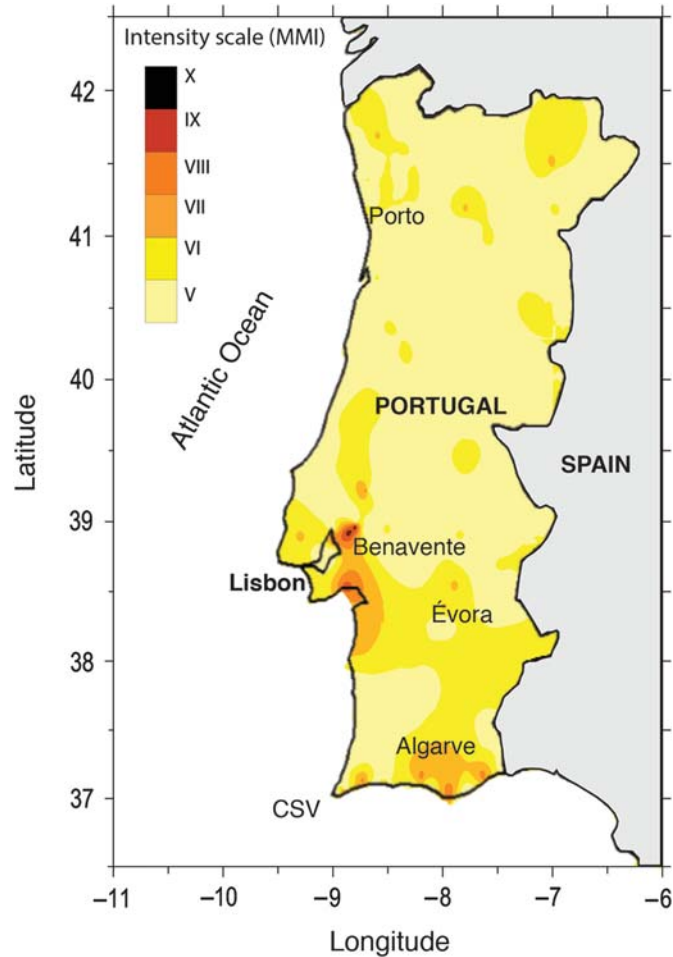 Intensity scale (MMI)
X
IX
VIII
VII
VI
V
42
41
40
39
38
37
Latitude
Atlantic Ocean
Porto
PORTUGAL
SPAIN
Benavente
Lisbon
Évora
Algarve
CSV
−11
−10
−9
−8
−7
−6
Longitude